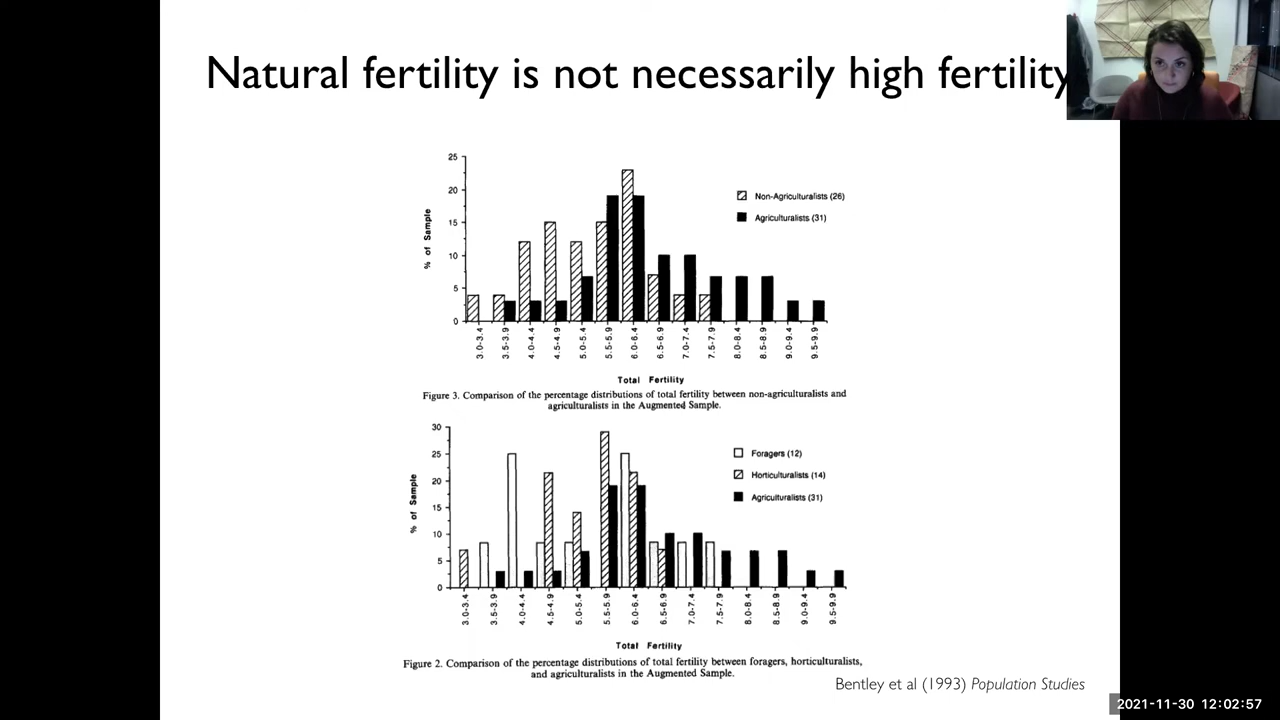 Natural fertility is not necessarily high fertility
25
20
15
10
5
0
% of Sample
Non-Agriculturalists (26)
Agriculturalists (31)
3.0-3.4
3.5-3.9
4.0-4.4
4.5-4.9
5.0-5.4
5.5-5.9
6.0-6.4
6.5-6.9
7.0-7.4
7.5-7.9
8.0-8.4
8.5-8.9
9.0-9.4
9.5-9.9
Total Fertility
Figure 3. Comparison of the percentage distributions of total fertility between non-agriculturalists and
agriculturalists in the Augmented Sample.
30
25
20
15
10
5
0
% of Sample
Foragers (12)
Horticulturalists (14)
Agriculturalists (31)
3.0-3.4
3.5-3.9
4.0-4.4
4.5-4.9
5.0-5.4
5.5-5.9
6.0-6.4
6.5-6.9
7.0-7.4
7.5-7.9
8.0-8.4
8.5-8.9
9.0-9.4
9.5-9.9
Total Fertility
Figure 2. Comparison of the percentage distributions of total fertility between foragers, horticulturalists,
and agriculturalists in the Augmented Sample.
Bentley et al (1993) Population Studies
2021-11-30 12:02:57